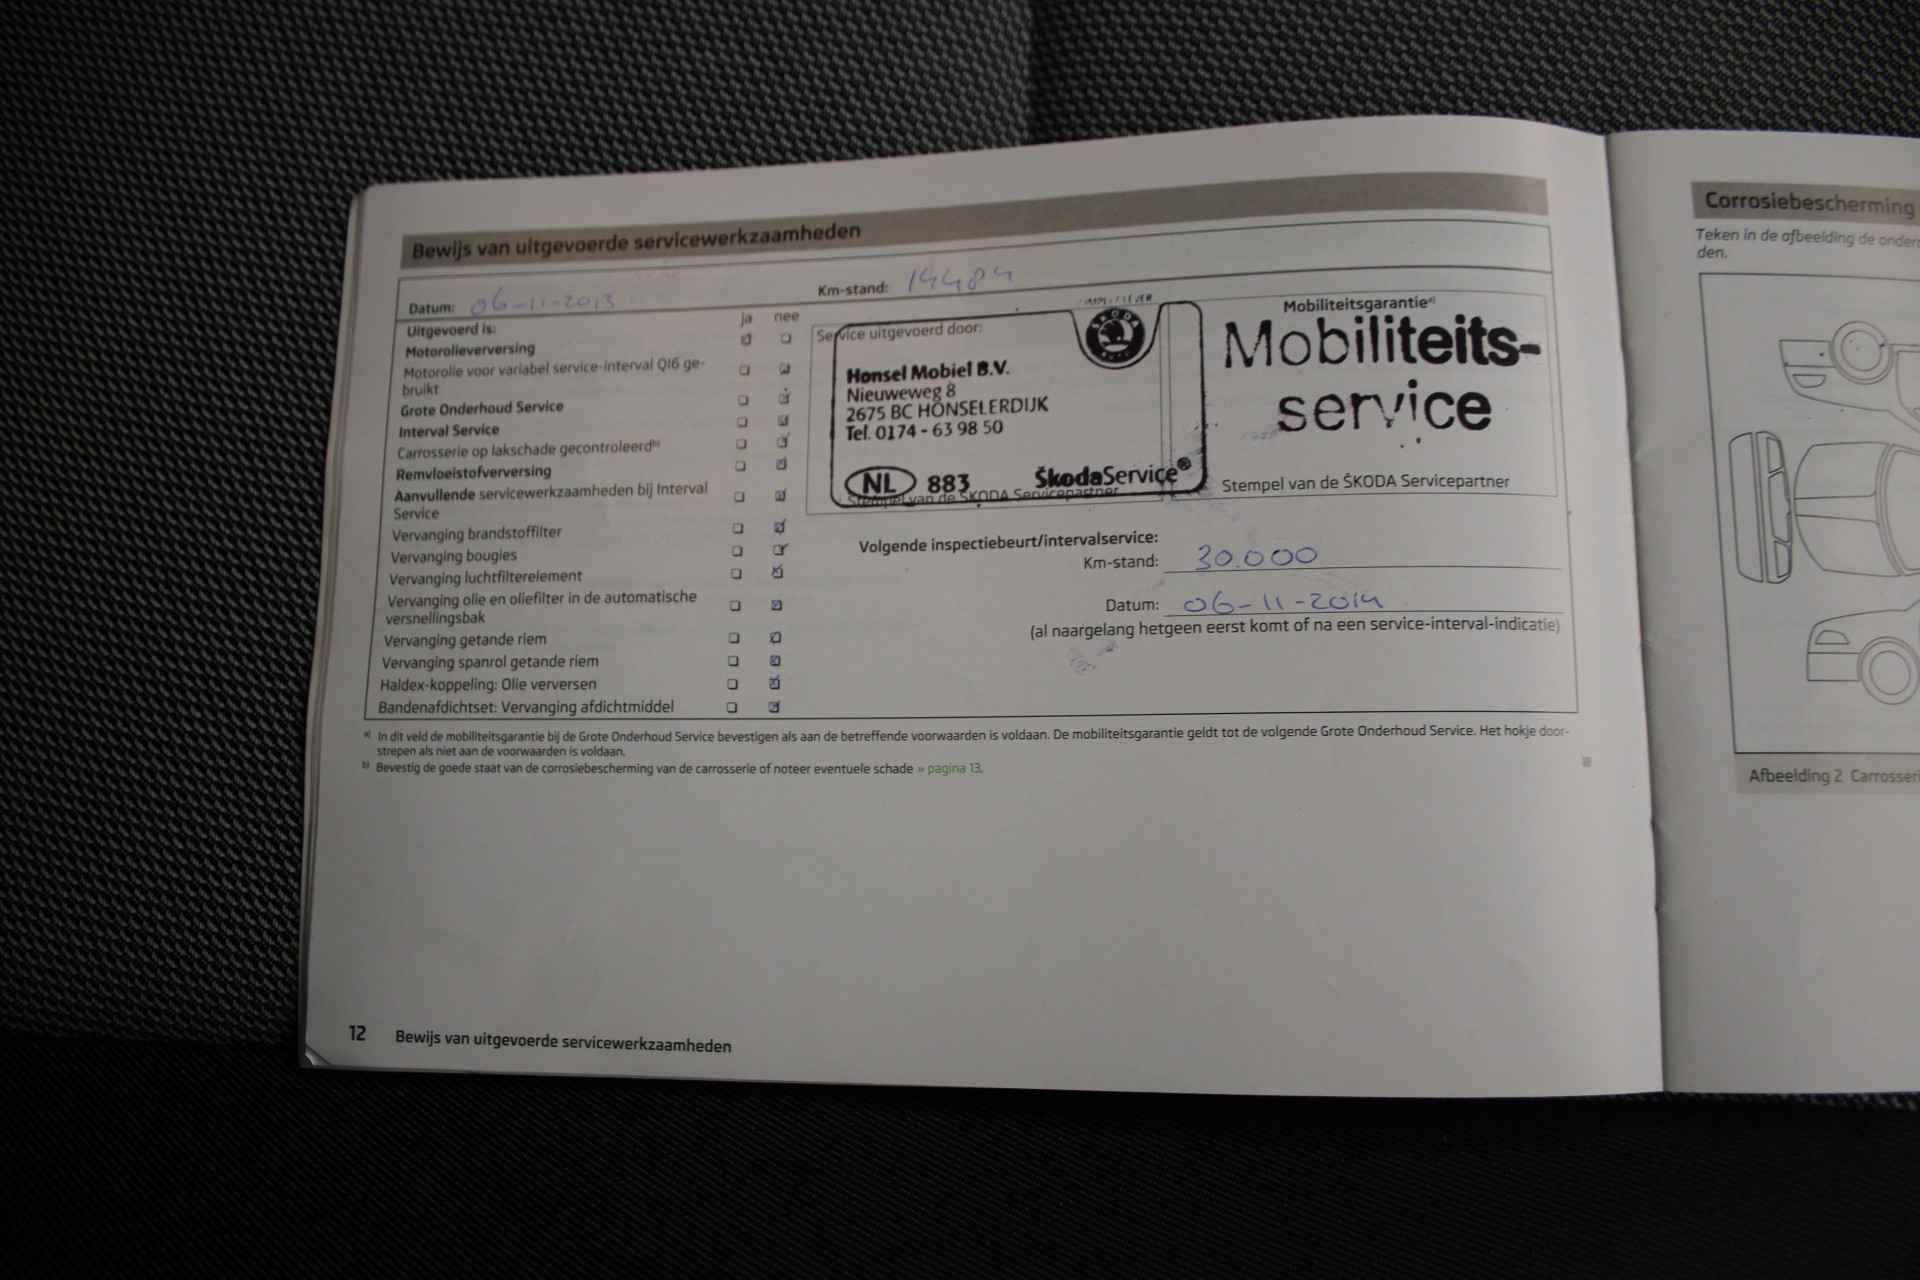 Bewijs van uitgevoerde servicewerkzaamheden
Datum: 06-11-2013
Km-stand: 14484
Uitgevoerd is:
ja nee
Motorolieverversing
Motorolie voor variabel service-interval QI6 ge-
bruikt
Grote Onderhoud Service
Interval Service
Carrosserie op lakschade gecontroleerd b)
Remvloeistofverversing
Aanvullende servicewerkzaamheden bij Interval
Service
Vervanging brandstoffilter
Vervanging bougies
Vervanging luchtfilterelement
Vervanging olie en oliefilter in de automatische
versnellingsbak
Vervanging getande riem
Vervanging spanrol getande riem
Haldex-koppeling: Olie verversen
Bandenafdichtset: Vervanging afdichtmiddel
Service uitgevoerd door:
SKODA
Honsel Mobiel B.V.
Nieuweweg 8
2675 BC HONSELERDIJK
Tel. 0174 - 63 98 50
NL 883 ŠkodaService®
Stempel van de ŠKODA Servicepartner
Mobiliteitsgarantie a)
Mobiliteits-
service
Stempel van de ŠKODA Servicepartner
Volgende inspectiebeurt/intervalservice:
Km-stand: 30.000
Datum: 06-11-2014
(al naargelang hetgeen eerst komt of na een service-interval-indicatie)
a) In dit veld de mobiliteitsgarantie bij de Grote Onderhoud Service bevestigen als aan de betreffende voorwaarden is voldaan. De mobiliteitsgarantie geldt tot de volgende Grote Onderhoud Service. Het hokje door-
strepen als niet aan de voorwaarden is voldaan.
b) Bevestig de goede staat van de corrosiebescherming van de carrosserie of noteer eventuele schade » pagina 13.
12 Bewijs van uitgevoerde servicewerkzaamheden
Corrosiebescherming
Teken in de afbeelding de onder
den.
Afbeelding 2 Carrosseri